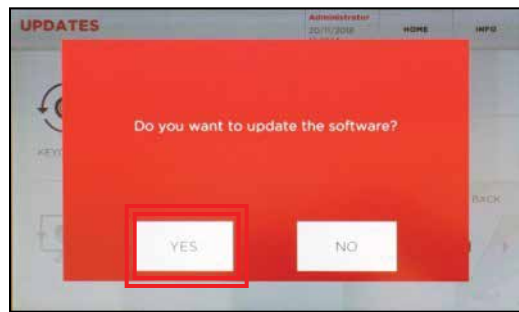 UPDATES
Administrator
20/11/2018
HOME
INFO
Do you want to update the software?
BACK
YES
NO